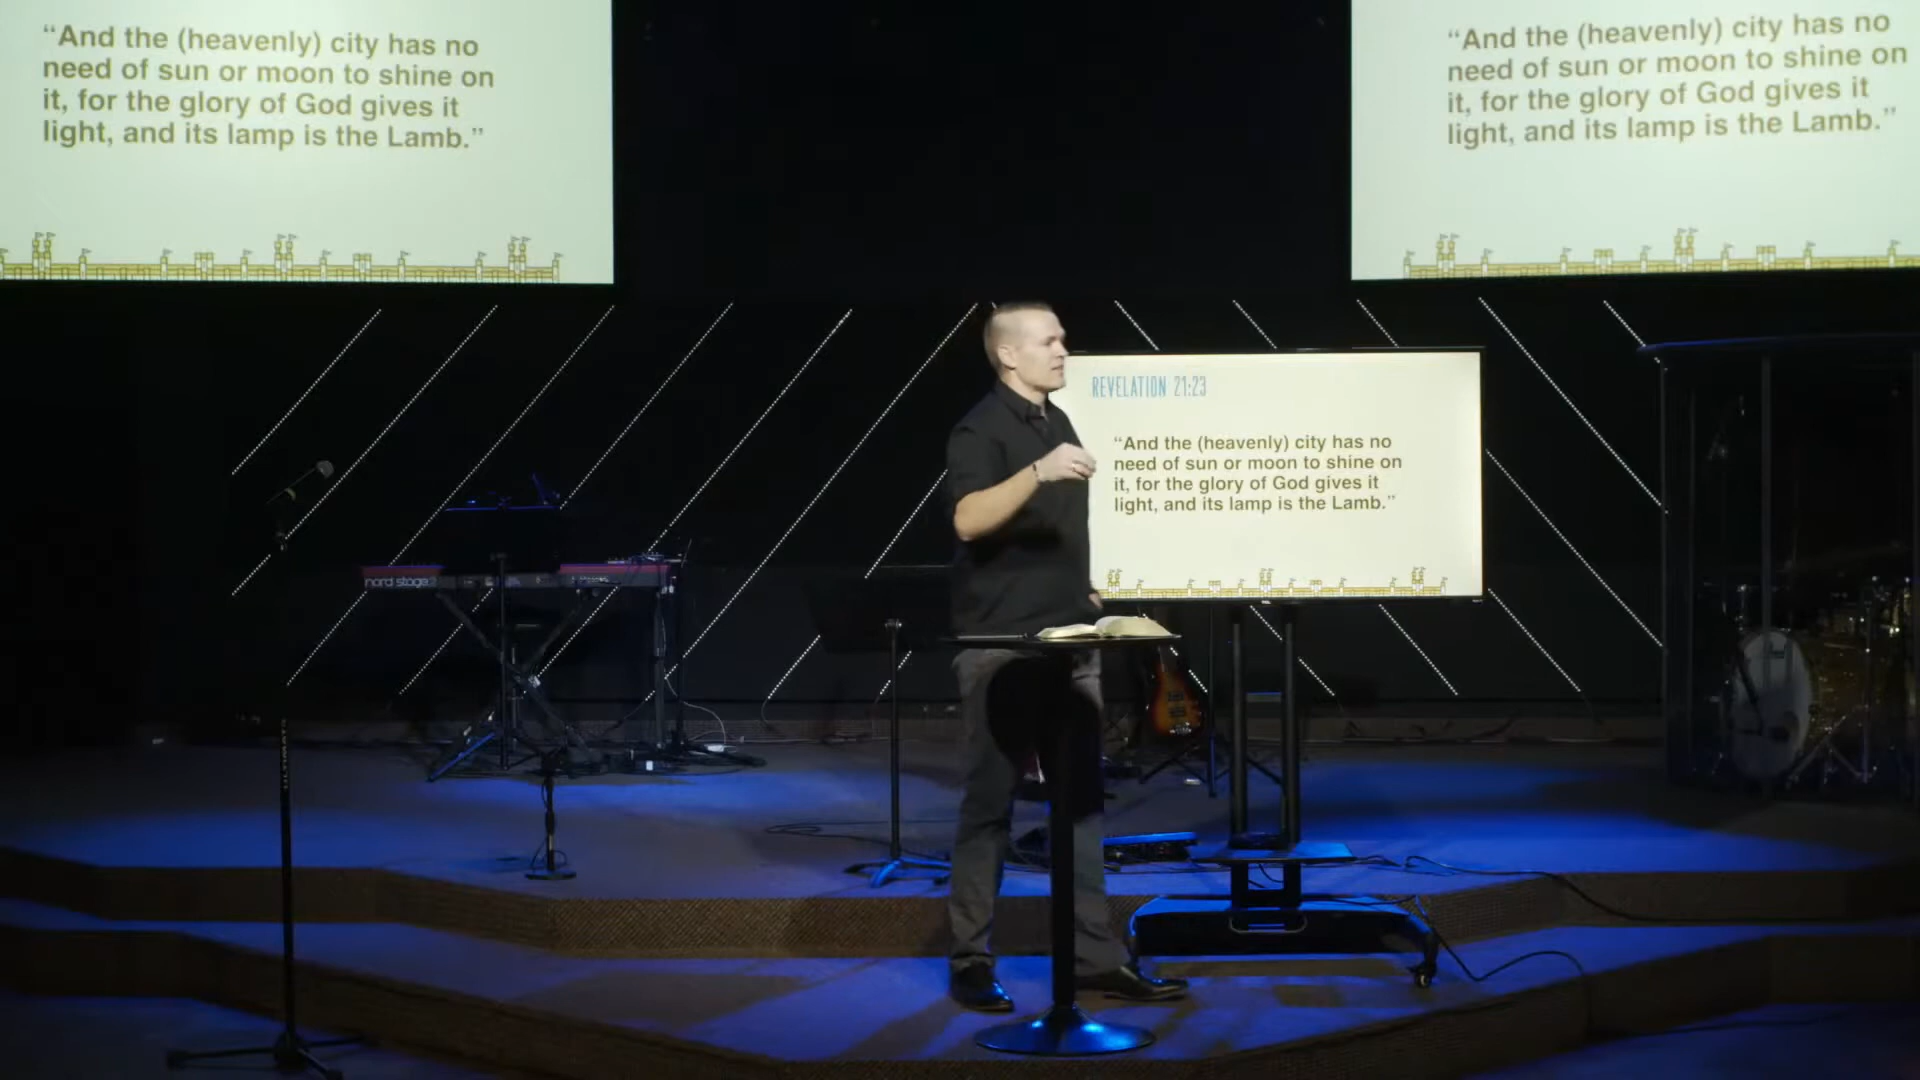 “And the (heavenly) city has no
need of sun or moon to shine on
it, for the glory of God gives it
light, and its lamp is the Lamb.”
“And the (heavenly) city has no
need of sun or moon to shine on
it, for the glory of God gives it
light, and its lamp is the Lamb.”
REVELATION 21:23
“And the (heavenly) city has no
need of sun or moon to shine on
it, for the glory of God gives it
light, and its lamp is the Lamb.”
nord stage 2